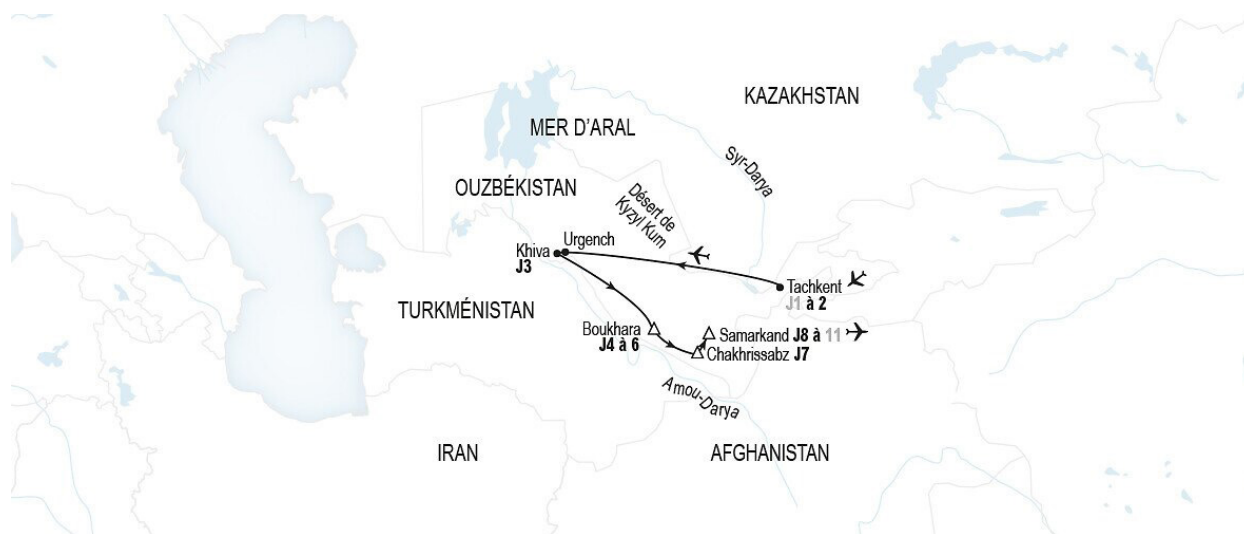 KAZAKHSTAN
MER D'ARAL
Syr-Darya
OUZBÉKISTAN
Désert de
Kyzyl Kum
Urgench
Khiva
J3
Tachkent
J1 à 2
TURKMÉNISTAN
Boukhara
J4 à 6
Samarkand J8 à 11
Chakhrissabz J7
Amou-Darya
IRAN
AFGHANISTAN